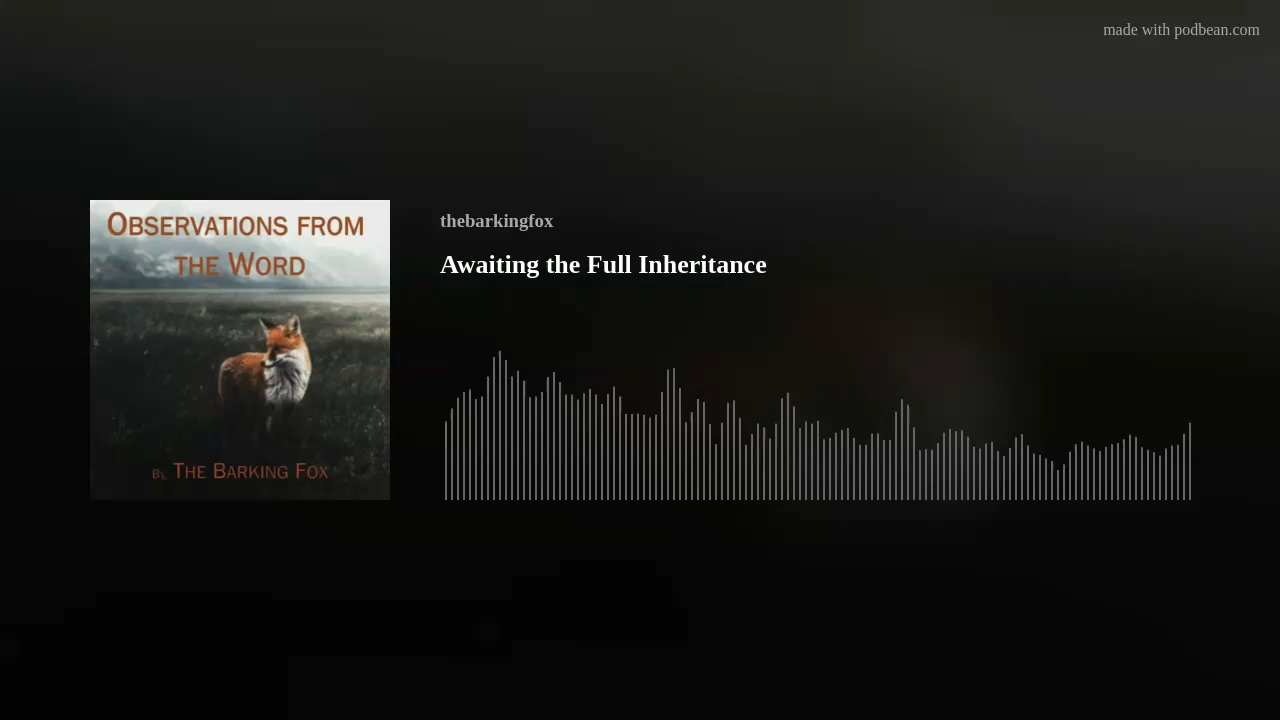 made with podbean.com
OBSERVATIONS FROM
THE WORD
thebarkingfox
Awaiting the Full Inheritance
BY THE BARKING FOX